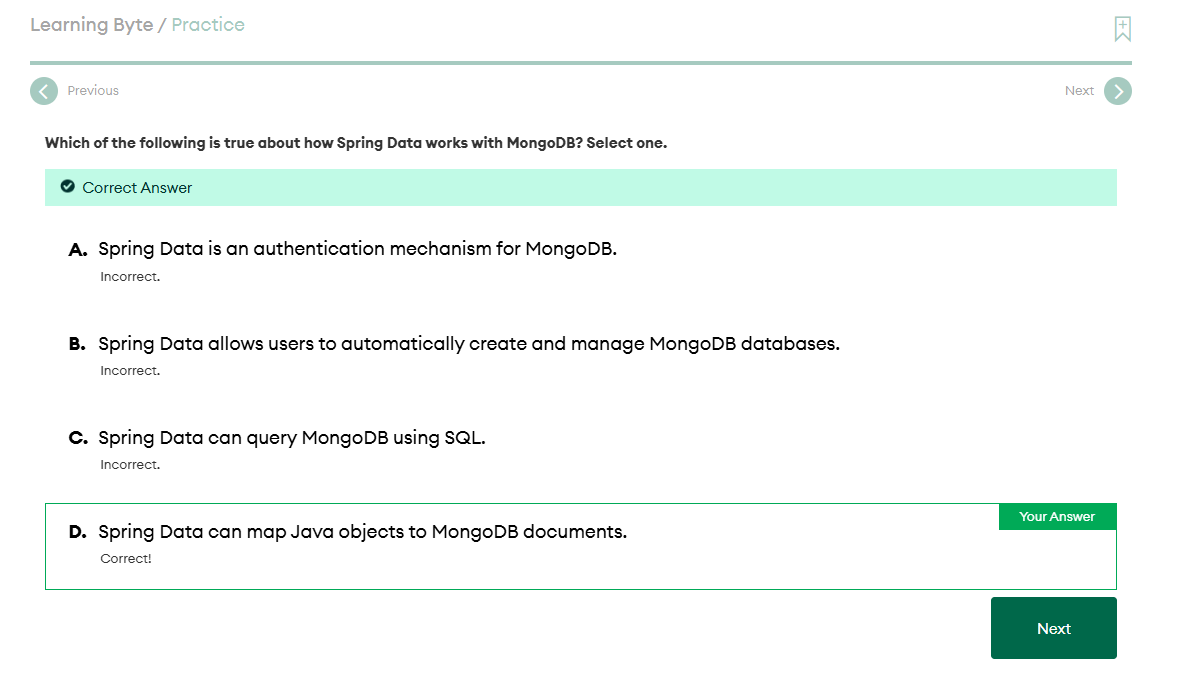 Learning Byte / Practice
Previous
Next
Which of the following is true about how Spring Data works with MongoDB? Select one.
Correct Answer
A. Spring Data is an authentication mechanism for MongoDB.
Incorrect.
B. Spring Data allows users to automatically create and manage MongoDB databases.
Incorrect.
C. Spring Data can query MongoDB using SQL.
Incorrect.
Your Answer
D. Spring Data can map Java objects to MongoDB documents.
Correct!
Next